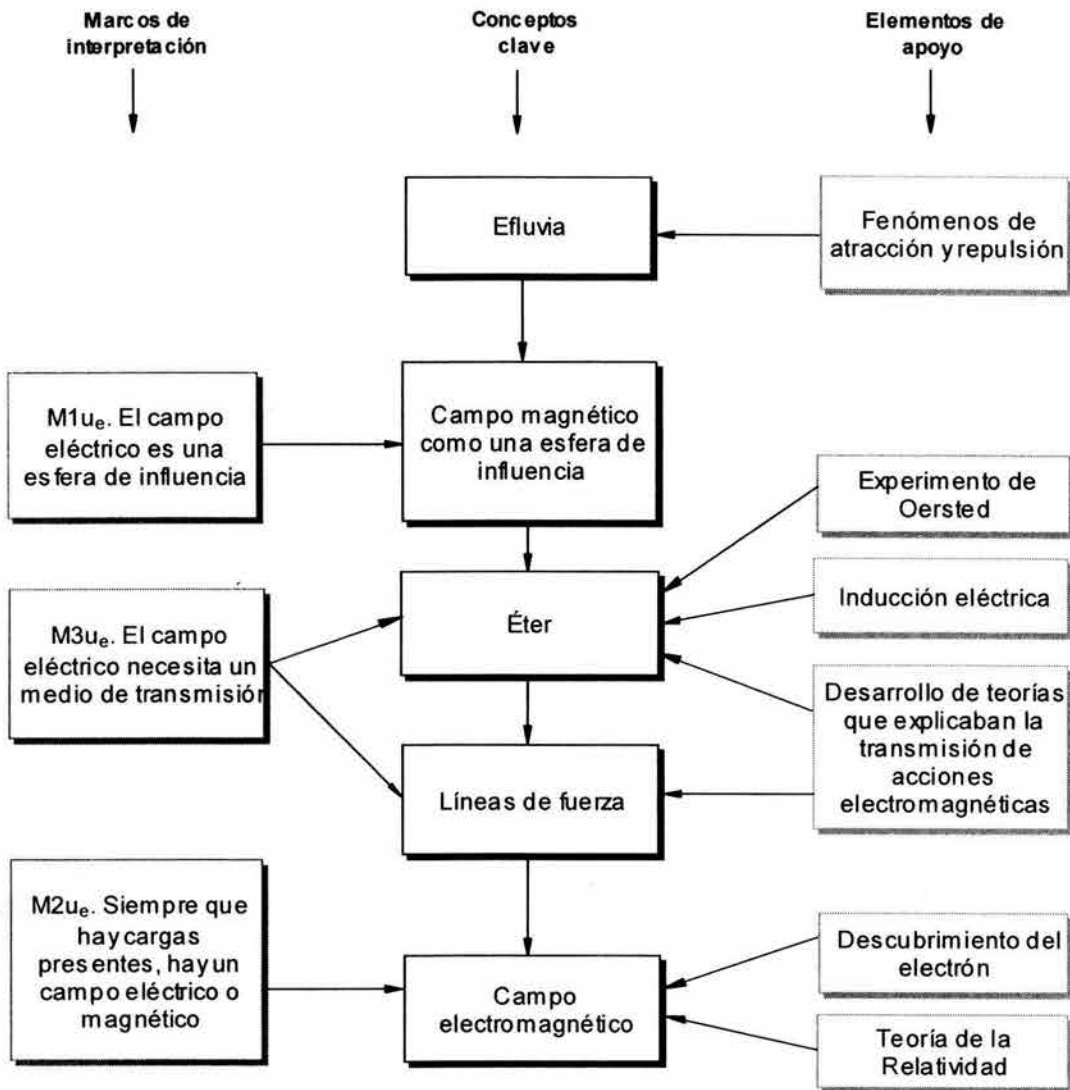 Marcos de
interpretación
Conceptos
clave
Elementos de
apoyo
Efluvia
Fenómenos de
atracción y repulsión
M1uₑ. El campo
eléctrico es una
esfera de influencia
Campo magnético
como una esfera de
influencia
Experimento de
Oersted
M3uₑ. El campo
eléctrico necesita un
medio de transmisión
Éter
Inducción eléctrica
Desarrollo de teorías
que explicaban la
transmisión de
acciones
electromagnéticas
Líneas de fuerza
M2uₑ. Siempre que
hay cargas
presentes, hay un
campo eléctrico o
magnético
Campo
electromagnético
Descubrimiento del
electrón
Teoría de la
Relatividad